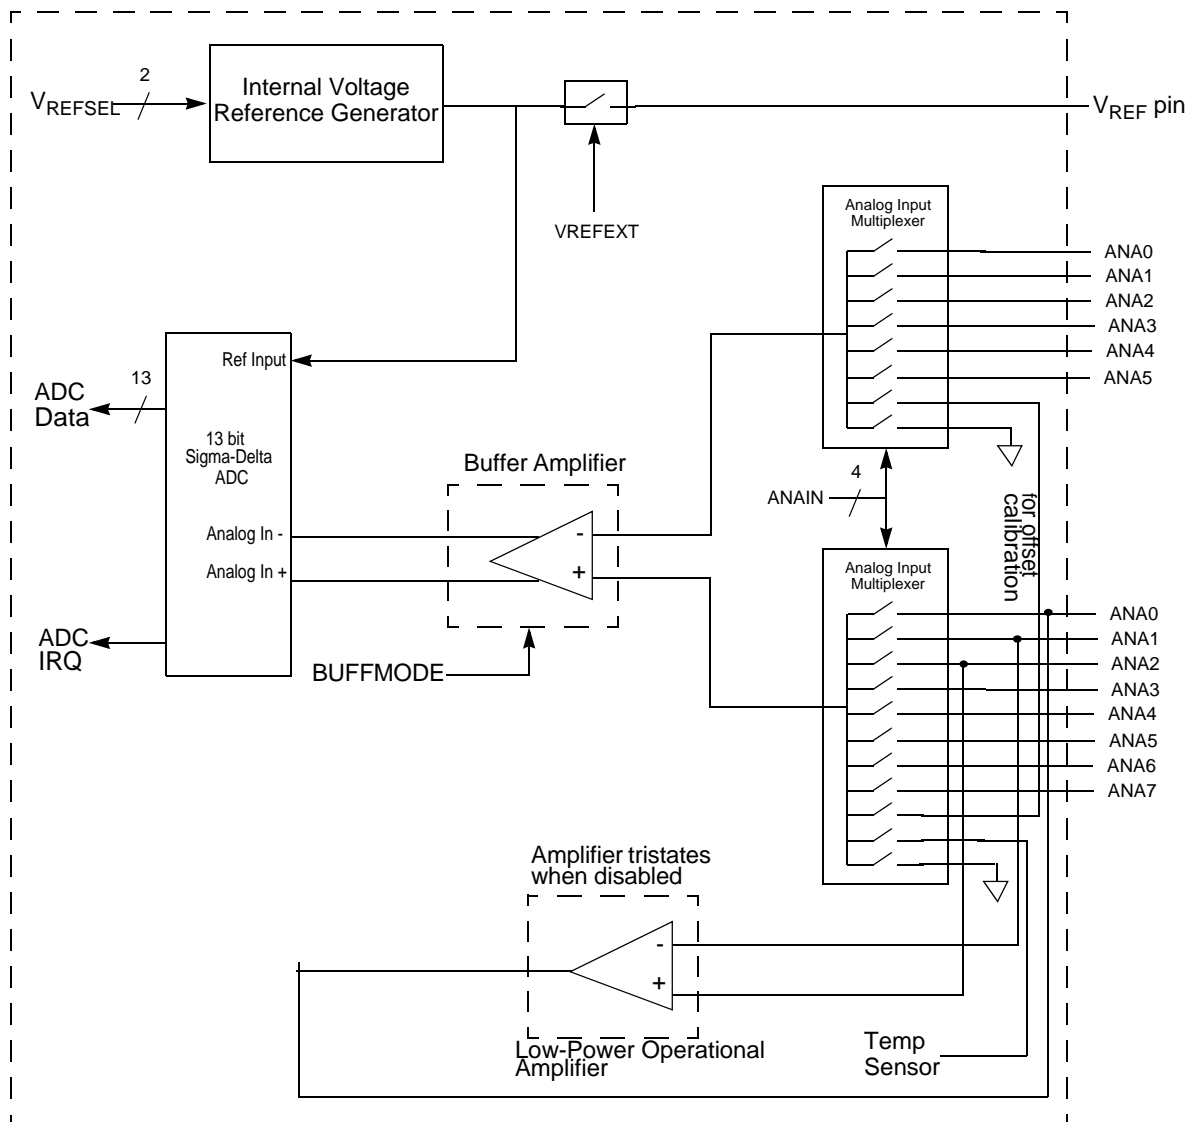 2
VREFSEL
Internal Voltage
Reference Generator
VREF pin
VREFEXT
Analog Input
Multiplexer
ANA0
ANA1
ANA2
ANA3
ANA4
ANA5
Ref Input
13
ADC
Data
13 bit
Sigma-Delta
ADC
Analog In -
Analog In +
ADC
IRQ
Buffer Amplifier
-
+
BUFFMODE
4
ANAIN
for offset
calibration
Analog Input
Multiplexer
ANA0
ANA1
ANA2
ANA3
ANA4
ANA5
ANA6
ANA7
Amplifier tristates
when disabled
-
+
Low-Power Operational
Amplifier
Temp
Sensor